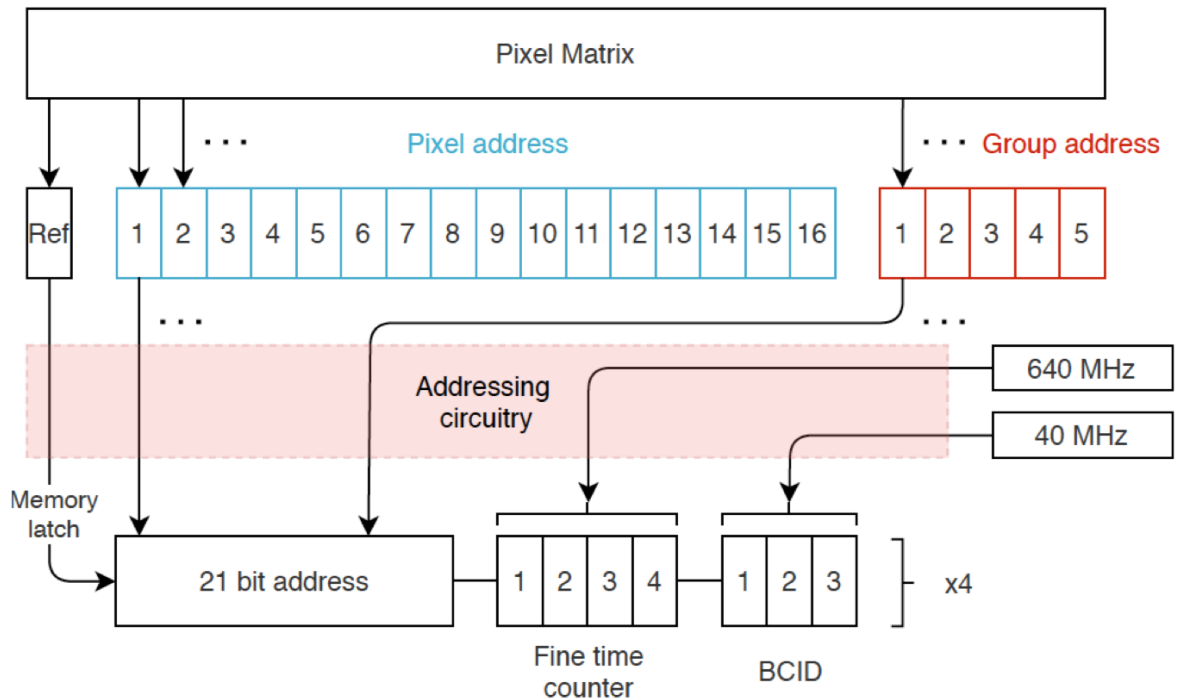 Pixel Matrix
... Pixel address ... Group address
Ref 1 2 3 4 5 6 7 8 9 10 11 12 13 14 15 16 1 2 3 4 5
... ...
Addressing
circuitry
640 MHz
40 MHz
Memory
latch
21 bit address 1 2 3 4 1 2 3 x4
Fine time
counter
BCID